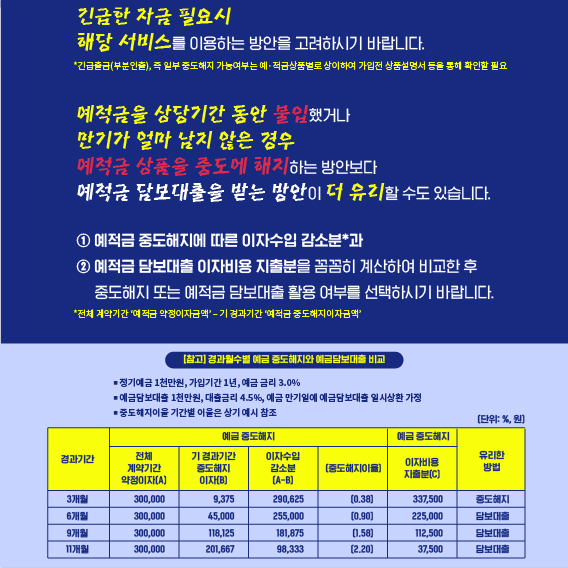 긴급한 자금 필요시
해당 서비스를 이용하는 방안을 고려하시기 바랍니다.
*긴급출금(부분인출), 즉 일부 중도해지 가능여부는 예·적금상품별로 상이하여 가입전 상품설명서 등을 통해 확인할 필요
예적금을 상당기간 동안 불입했거나
만기가 얼마 남지 않은 경우
예적금 상품을 중도에 해지하는 방안보다
예적금 담보대출을 받는 방안이 더 유리할 수도 있습니다.
① 예적금 중도해지에 따른 이자수입 감소분*과
② 예적금 담보대출 이자비용 지출분을 꼼꼼히 계산하여 비교한 후
중도해지 또는 예적금 담보대출 활용 여부를 선택하시기 바랍니다.
*전체 계약기간 '예적금 약정이자금액' – 기 경과기간 '예적금 중도해지이자금액'
[참고] 경과월수별 예금 중도해지와 예금담보대출 비교
■ 정기예금 1천만원, 가입기간 1년, 예금 금리 3.0%
■ 예금담보대출 1천만원, 대출금리 4.5%, 예금 만기일에 예금담보대출 일시상환 가정
■ 중도해지이율 기간별 이율은 상기 예시 참조
(단위: %, 원)
경과기간 예금 중도해지 예금 중도해지 유리한 방법
전체 계약기간 약정이자(A) 기 경과기간 중도해지 이자(B) 이자수입 감소분 (A-B) (중도해지이율) 이자비용 지출분(C)
3개월 300,000 9,375 290,625 (0.38) 337,500 중도해지
6개월 300,000 45,000 255,000 (0.90) 225,000 담보대출
9개월 300,000 118,125 181,875 (1.58) 112,500 담보대출
11개월 300,000 201,667 98,333 (2.20) 37,500 담보대출